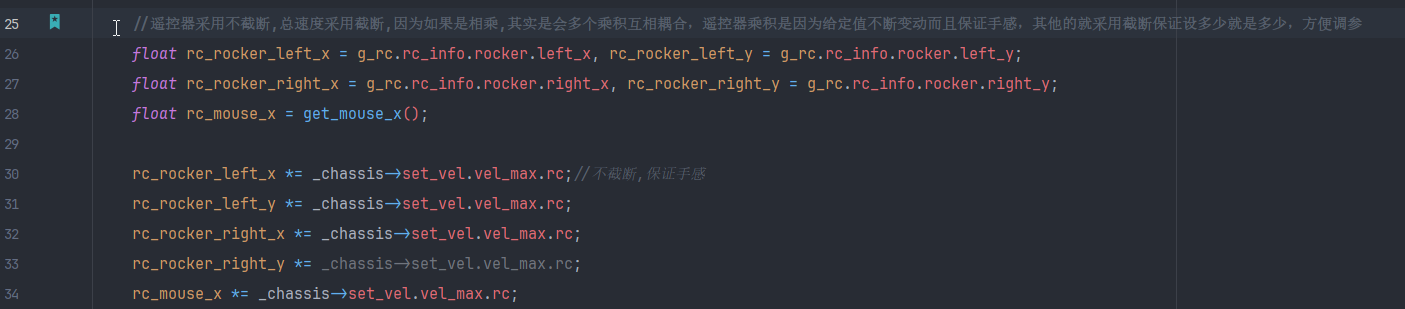 25 //遥控器采用不截断,总速度采用截断,因为如果是相乘,其实是会多个乘积互相耦合，遥控器乘积是因为给定值不断变动而且保证手感，其他的就采用截断保证设多少就是多少，方便调参
26 float rc_rocker_left_x = g_rc.rc_info.rocker.left_x, rc_rocker_left_y = g_rc.rc_info.rocker.left_y;
27 float rc_rocker_right_x = g_rc.rc_info.rocker.right_x, rc_rocker_right_y = g_rc.rc_info.rocker.right_y;
28 float rc_mouse_x = get_mouse_x();
29
30 rc_rocker_left_x *= _chassis->set_vel.vel_max.rc;//不截断,保证手感
31 rc_rocker_left_y *= _chassis->set_vel.vel_max.rc;
32 rc_rocker_right_x *= _chassis->set_vel.vel_max.rc;
33 rc_rocker_right_y *= _chassis->set_vel.vel_max.rc;
34 rc_mouse_x *= _chassis->set_vel.vel_max.rc;